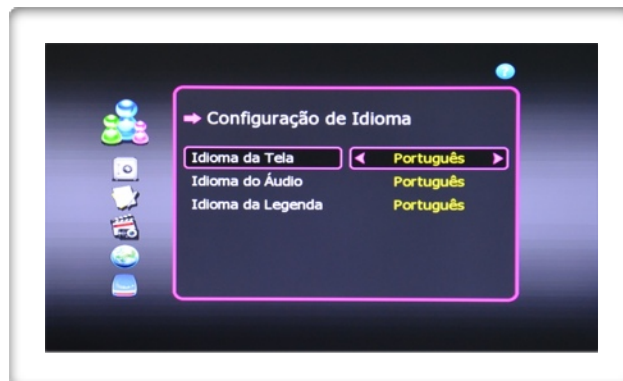 Configuração de Idioma
Idioma da Tela Português
Idioma do Áudio Português
Idioma da Legenda Português